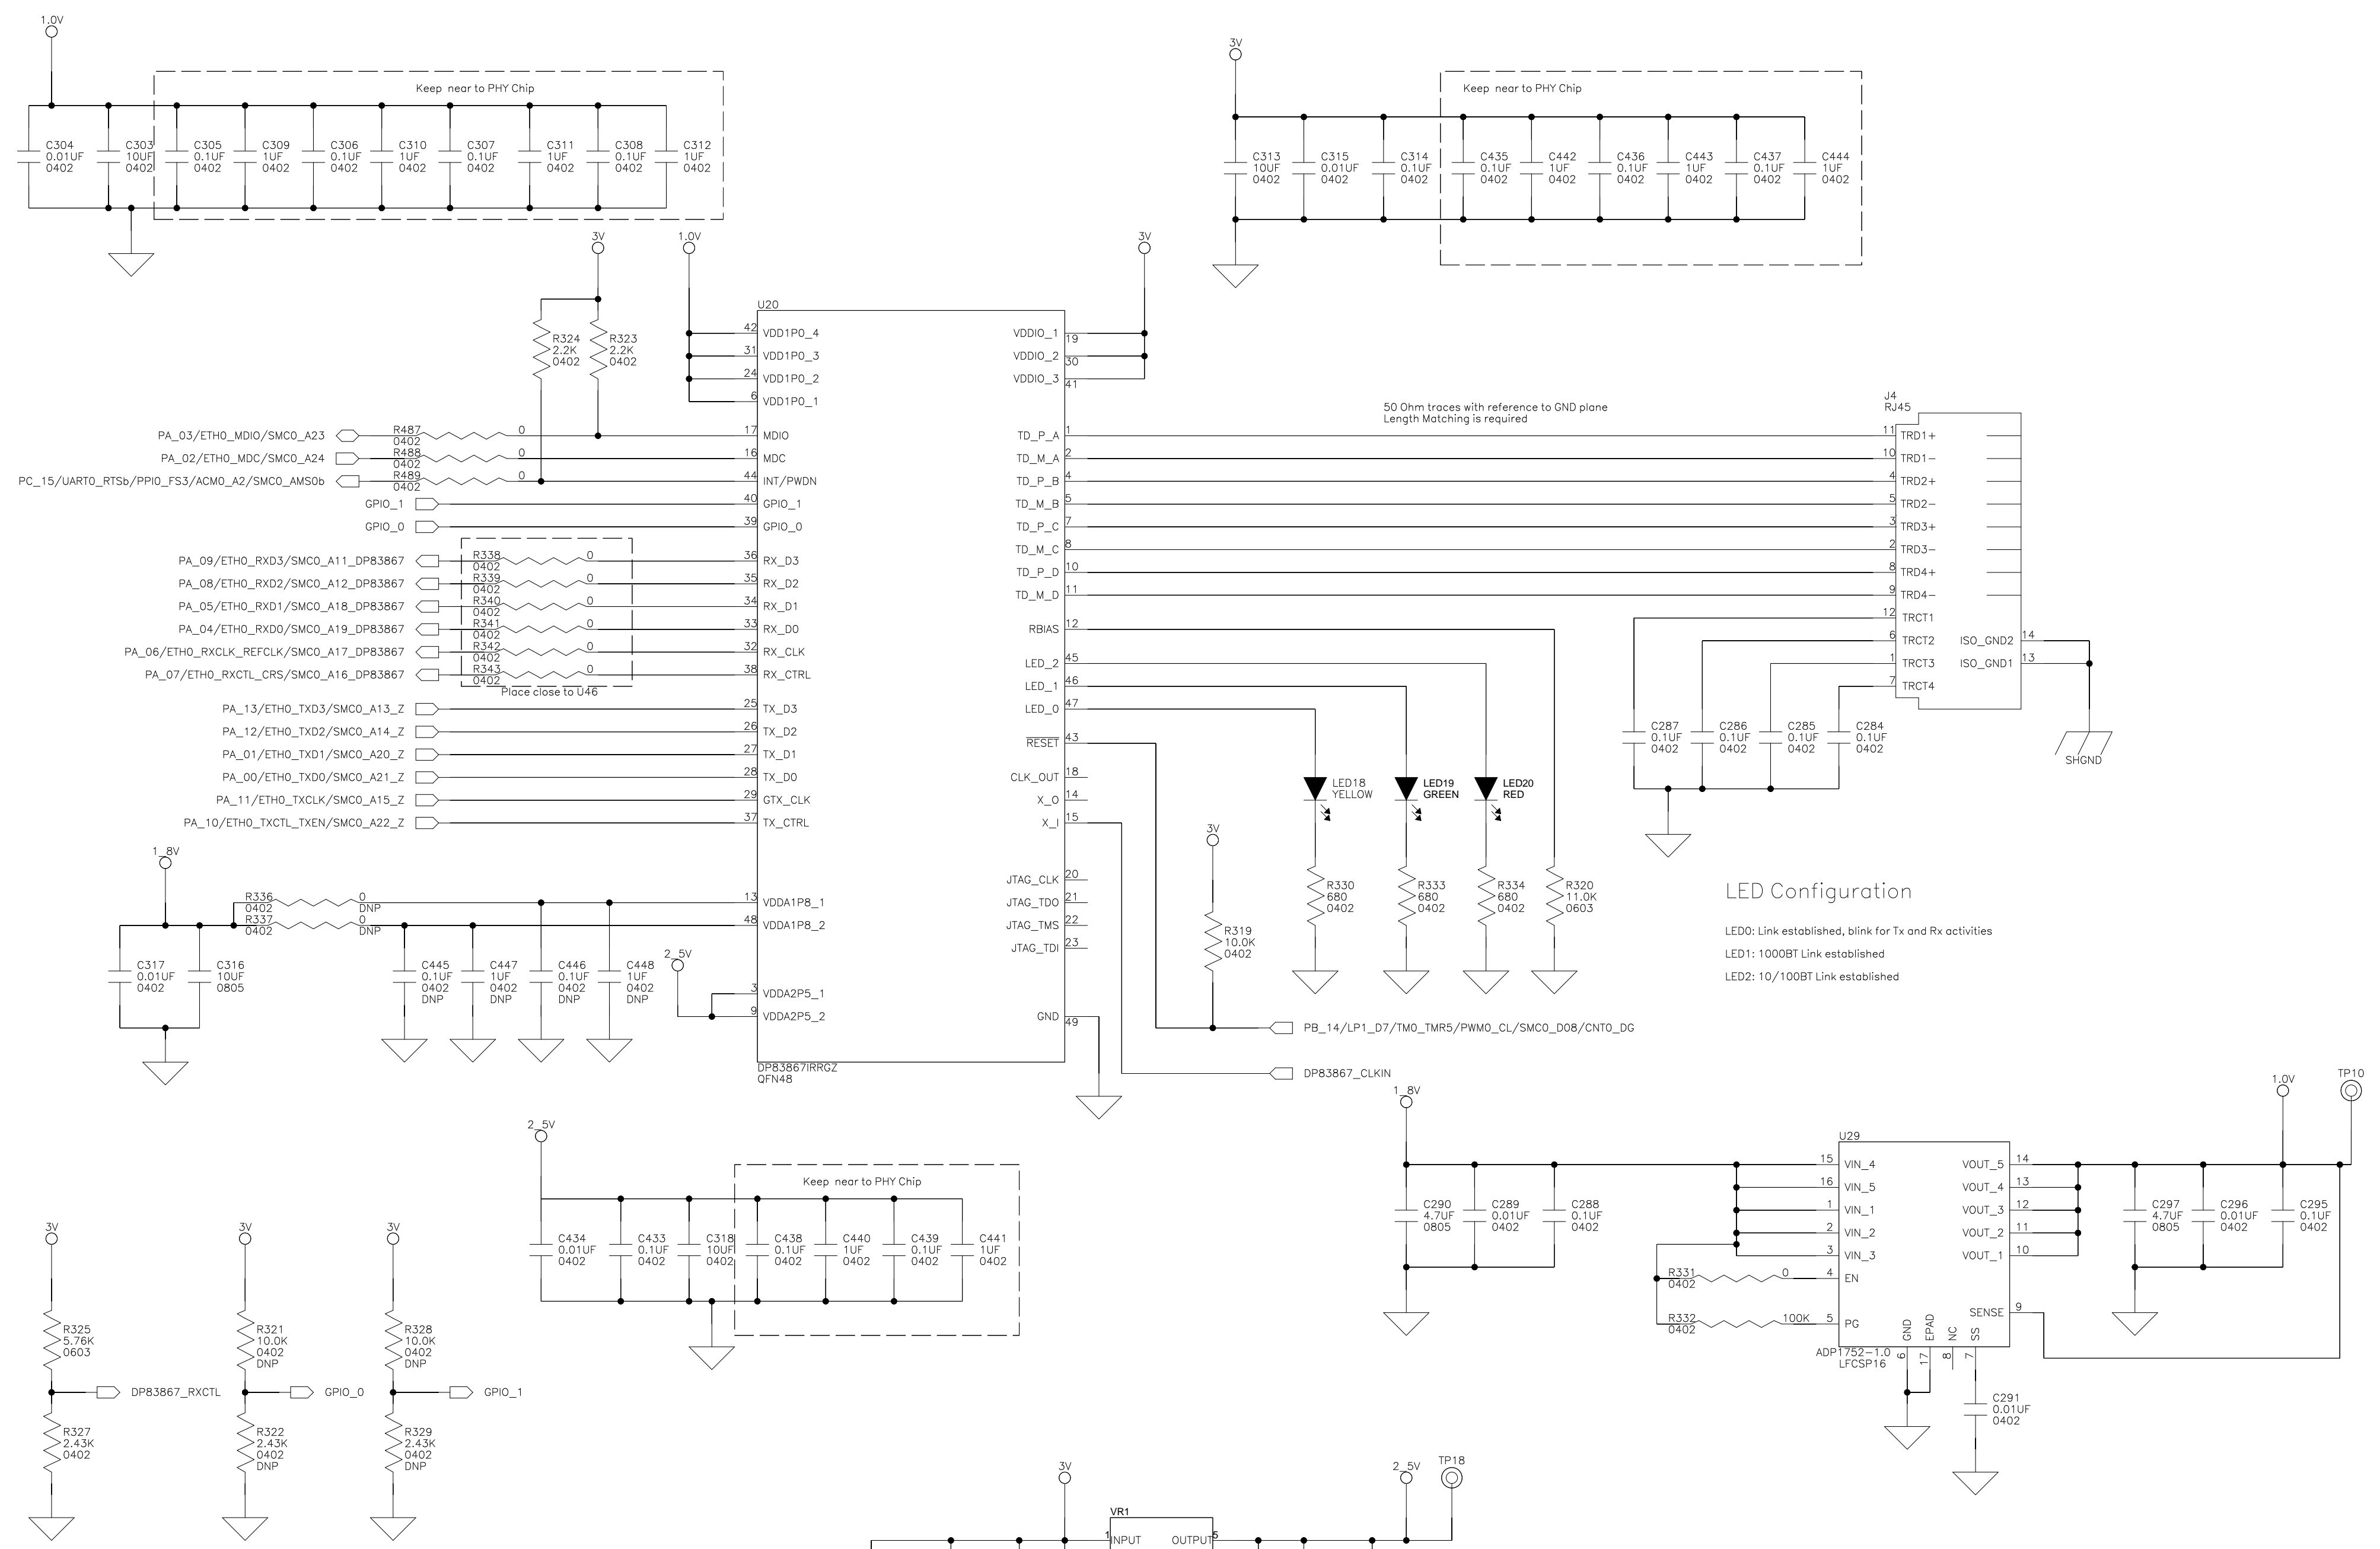 1.0V
Keep near to PHY Chip
C304
0.01UF
0402
C303
10UF
0402
C305
0.1UF
0402
C309
1UF
0402
C306
0.1UF
0402
C310
1UF
0402
C307
0.1UF
0402
C311
1UF
0402
C308
0.1UF
0402
C312
1UF
0402
3V
Keep near to PHY Chip
C313
10UF
0402
C315
0.01UF
0402
C314
0.1UF
0402
C435
0.1UF
0402
C442
1UF
0402
C436
0.1UF
0402
C443
1UF
0402
C437
0.1UF
0402
C444
1UF
0402
3V
1.0V
3V
R324
2.2K
0402
R323
2.2K
0402
U20
42 VDD1P0_4
31 VDD1P0_3
24 VDD1P0_2
6 VDD1P0_1
VDDIO_1 19
VDDIO_2 30
VDDIO_3 41
PA_03/ETH0_MDIO/SMC0_A23 R487 0 0402 17 MDIO
PA_02/ETH0_MDC/SMC0_A24 R488 0 0402 16 MDC
PC_15/UART0_RTSb/PPI0_FS3/ACM0_A2/SMC0_AMS0b R489 0 0402 44 INT/PWDN
GPIO_1 40 GPIO_1
GPIO_0 39 GPIO_0
PA_09/ETH0_RXD3/SMC0_A11_DP83867 R338 0 0402 36 RX_D3
PA_08/ETH0_RXD2/SMC0_A12_DP83867 R339 0 0402 35 RX_D2
PA_05/ETH0_RXD1/SMC0_A18_DP83867 R340 0 0402 34 RX_D1
PA_04/ETH0_RXD0/SMC0_A19_DP83867 R341 0 0402 33 RX_D0
PA_06/ETH0_RXCLK_REFCLK/SMC0_A17_DP83867 R342 0 0402 32 RX_CLK
PA_07/ETH0_RXCTL_CRS/SMC0_A16_DP83867 R343 0 0402 38 RX_CTRL
Place close to U46
PA_13/ETH0_TXD3/SMC0_A13_Z 25 TX_D3
PA_12/ETH0_TXD2/SMC0_A14_Z 26 TX_D2
PA_01/ETH0_TXD1/SMC0_A20_Z 27 TX_D1
PA_00/ETH0_TXD0/SMC0_A21_Z 28 TX_D0
PA_11/ETH0_TXCLK/SMC0_A15_Z 29 GTX_CLK
PA_10/ETH0_TXCTL_TXEN/SMC0_A22_Z 37 TX_CTRL
1_8V
R336 0 0402 DNP 13 VDDA1P8_1
R337 0 0402 DNP 48 VDDA1P8_2
C317
0.01UF
0402
C316
10UF
0805
C445
0.1UF
0402
DNP
C447
1UF
0402
DNP
C446
0.1UF
0402
DNP
C448
1UF
0402
DNP
2_5V
3 VDDA2P5_1
9 VDDA2P5_2
50 Ohm traces with reference to GND plane
Length Matching is required
J4
RJ45
TD_P_A 1 11 TRD1+
TD_M_A 2 10 TRD1-
TD_P_B 4 4 TRD2+
TD_M_B 5 5 TRD2-
TD_P_C 7 3 TRD3+
TD_M_C 8 2 TRD3-
TD_P_D 10 8 TRD4+
TD_M_D 11 9 TRD4-
12 TRCT1
6 TRCT2 ISO_GND2 14
1 TRCT3 ISO_GND1 13
7 TRCT4
RBIAS 12
LED_2 45
LED_1 46
LED_0 47
RESET 43
CLK_OUT 18
X_O 14
X_I 15
JTAG_CLK 20
JTAG_TDO 21
JTAG_TMS 22
JTAG_TDI 23
GND 49
DP83867IRRGZ
QFN48
C287
0.1UF
0402
C286
0.1UF
0402
C285
0.1UF
0402
C284
0.1UF
0402
SHGND
LED18
YELLOW
LED19
GREEN
LED20
RED
3V
R319
10.0K
0402
R330
680
0402
R333
680
0402
R334
680
0402
R320
11.0K
0603
LED Configuration
LED0: Link established, blink for Tx and Rx activities
LED1: 1000BT Link established
LED2: 10/100BT Link established
PB_14/LP1_D7/TM0_TMR5/PWM0_CL/SMC0_D08/CNT0_DG
DP83867_CLKIN
2_5V
Keep near to PHY Chip
C434
0.01UF
0402
C433
0.1UF
0402
C318
10UF
0402
C438
0.1UF
0402
C440
1UF
0402
C439
0.1UF
0402
C441
1UF
0402
1_8V
C290
4.7UF
0805
C289
0.01UF
0402
C288
0.1UF
0402
U29
15 VIN_4 VOUT_5 14
16 VIN_5 VOUT_4 13
1 VIN_1 VOUT_3 12
2 VIN_2 VOUT_2 11
3 VIN_3 VOUT_1 10
R331 0 0402 4 EN
R332 100K 0402 5 PG
SENSE 9
GND 6
EPAD 17
NC 8
SS 7
ADP1752-1.0
LFCSP16
C291
0.01UF
0402
1.0V
TP10
C297
4.7UF
0805
C296
0.01UF
0402
C295
0.1UF
0402
3V
R325
5.76K
0603
DP83867_RXCTL
R327
2.43K
0402
3V
R321
10.0K
0402
DNP
GPIO_0
R322
2.43K
0402
DNP
3V
R328
10.0K
0402
DNP
GPIO_1
R329
2.43K
0402
DNP
3V
VR1
1 INPUT OUTPUT 5
2_5V
TP18